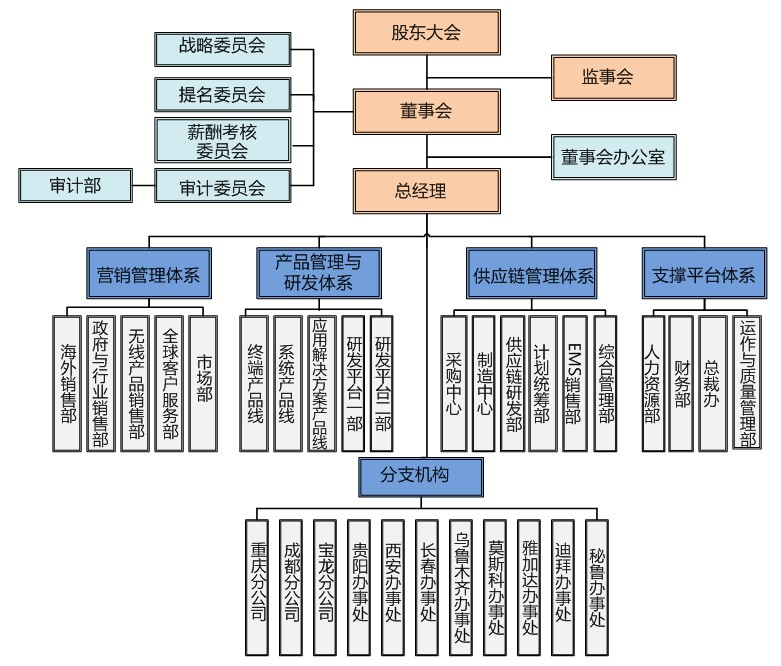 股东大会
战略委员会
监事会
提名委员会
董事会
薪酬考核
委员会
董事会办公室
审计部
审计委员会
总经理
营销管理体系
产品管理与
研发体系
供应链管理体系
支撑平台体系
海外销售部
政府与行业销售部
无线产品销售部
全球客户服务部
市场部
终端产品线
系统产品线
应用解决方案产品线
研发平台一部
研发平台二部
采购中心
制造中心
供应链研发部
计划统筹部
EMS销售部
综合管理部
人力资源部
财务部
总裁办
运作与质量管理部
分支机构
重庆分公司
成都分公司
宝龙分公司
贵阳办事处
西安办事处
长春办事处
乌鲁木齐办事处
莫斯科办事处
雅加达办事处
迪拜办事处
秘鲁办事处